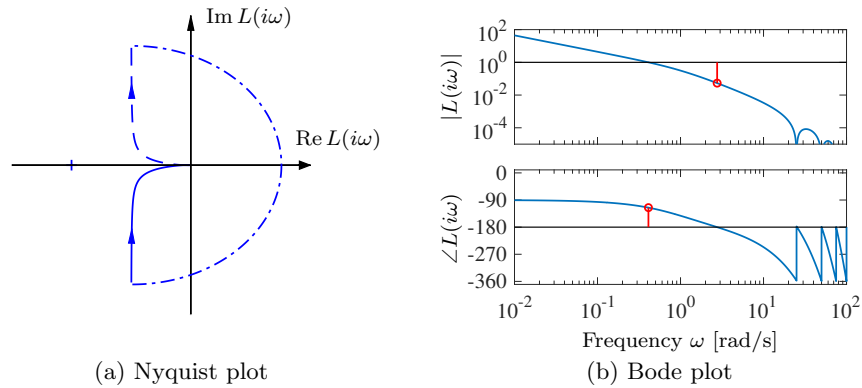 Im L(iω)
Re L(iω)
(a) Nyquist plot
|L(iω)|
10^2
10^0
10^-2
10^-4
∠L(iω)
0
-90
-180
-270
-360
10^-2
10^-1
10^0
10^1
10^2
Frequency ω [rad/s]
(b) Bode plot